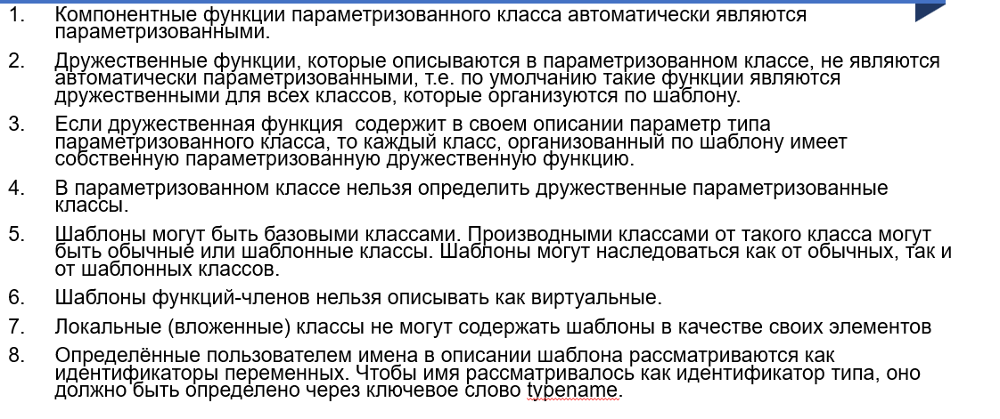 1. Компонентные функции параметризованного класса автоматически являются
параметризованными.
2. Дружественные функции, которые описываются в параметризованном классе, не являются
автоматически параметризованными, т.е. по умолчанию такие функции являются
дружественными для всех классов, которые организуются по шаблону.
3. Если дружественная функция содержит в своем описании параметр типа
параметризованного класса, то каждый класс, организованный по шаблону имеет
собственную параметризованную дружественную функцию.
4. В параметризованном классе нельзя определить дружественные параметризованные
классы.
5. Шаблоны могут быть базовыми классами. Производными классами от такого класса могут
быть обычные или шаблонные классы. Шаблоны могут наследоваться как от обычных, так и
от шаблонных классов.
6. Шаблоны функций-членов нельзя описывать как виртуальные.
7. Локальные (вложенные) классы не могут содержать шаблоны в качестве своих элементов
8. Определённые пользователем имена в описании шаблона рассматриваются как
идентификаторы переменных. Чтобы имя рассматривалось как идентификатор типа, оно
должно быть определено через ключевое слово typename.